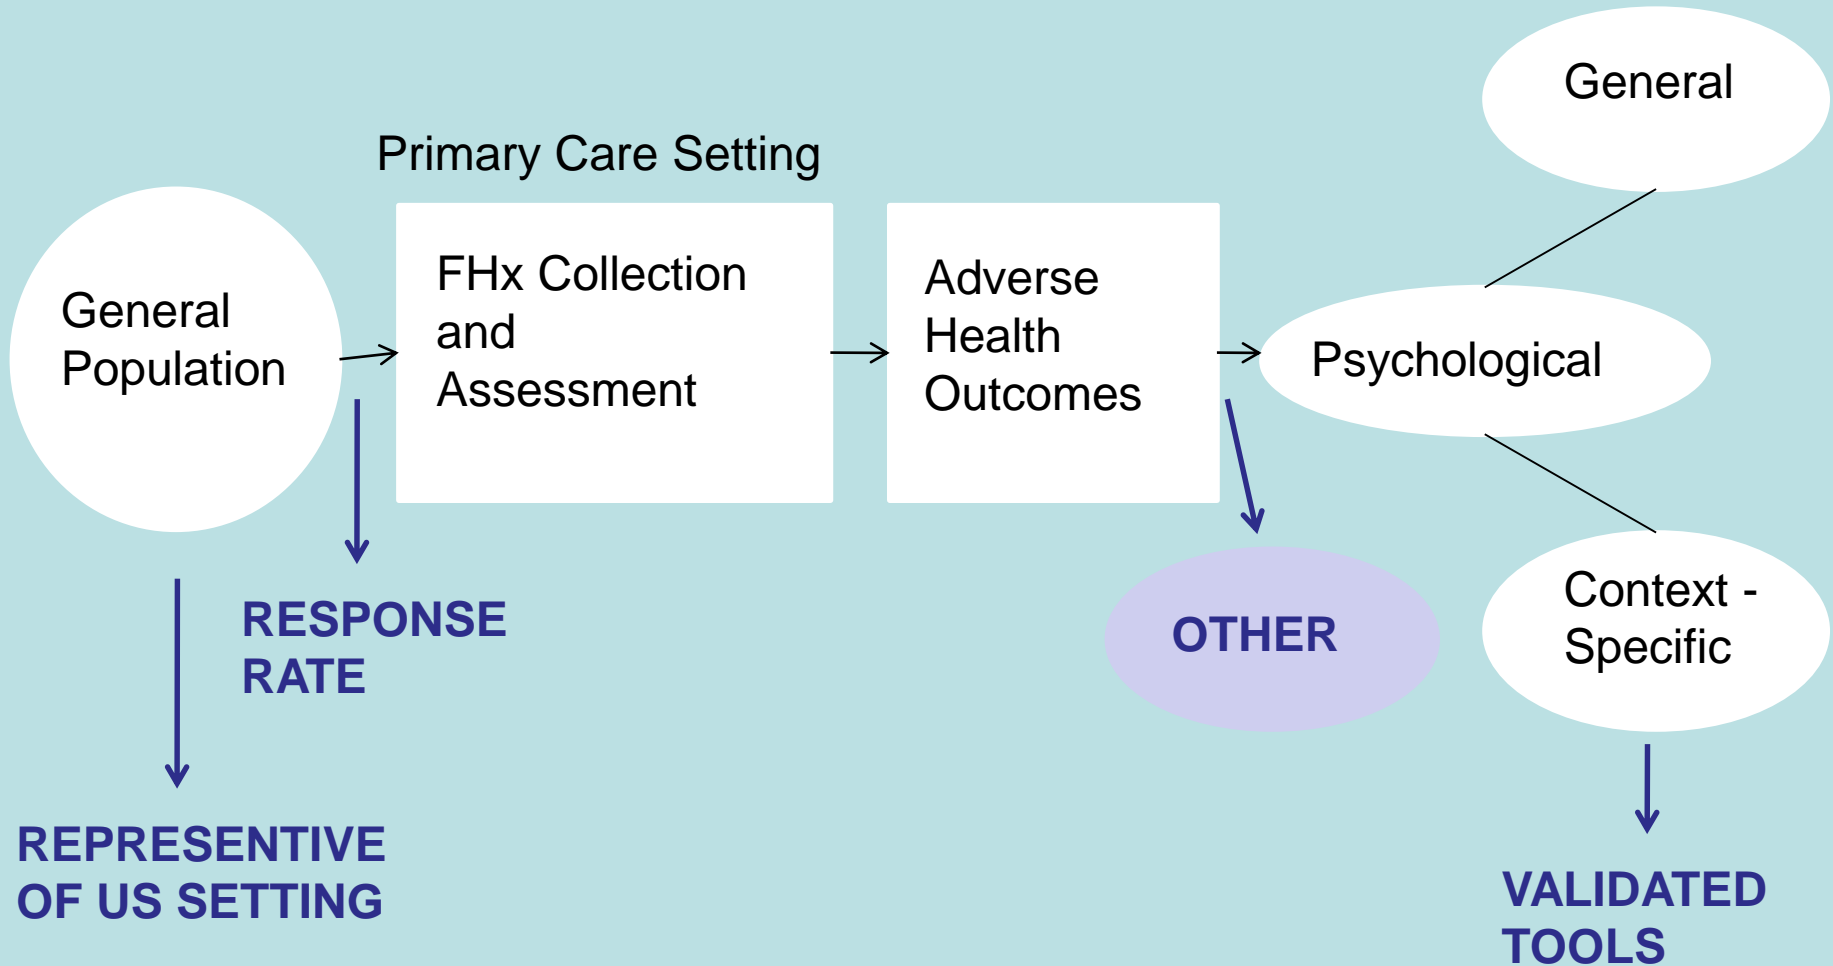 General
Primary Care Setting
General
Population
FHx Collection
and
Assessment
Adverse
Health
Outcomes
Psychological
RESPONSE
RATE
OTHER
Context -
Specific
REPRESENTIVE
OF US SETTING
VALIDATED
TOOLS